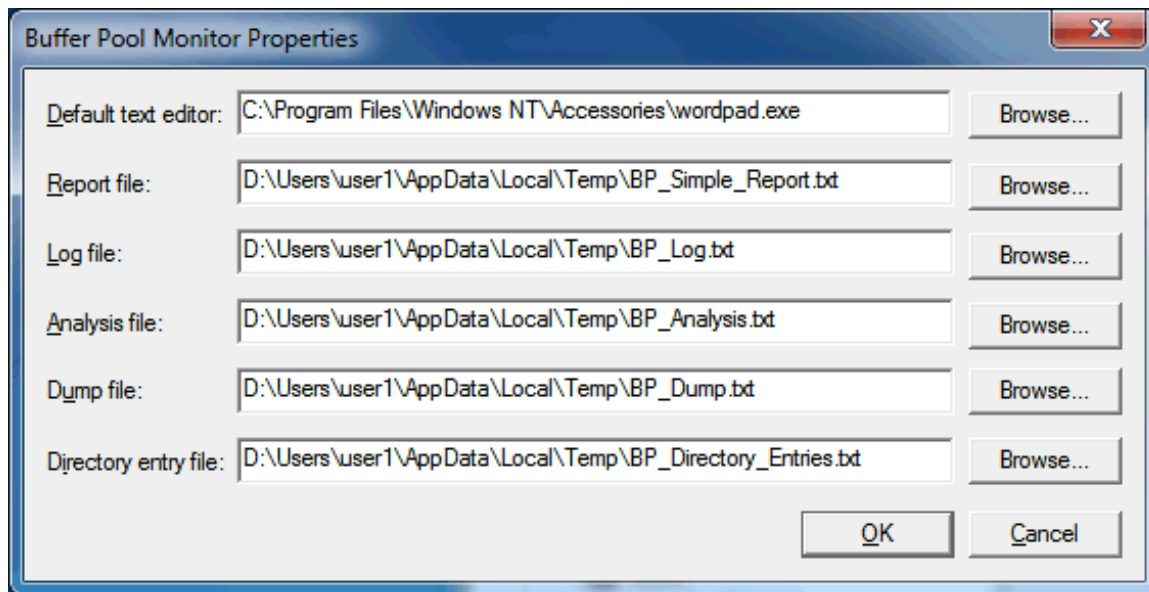 Buffer Pool Monitor Properties
Default text editor: C:\Program Files\Windows NT\Accessories\wordpad.exe Browse...
Report file: D:\Users\user1\AppData\Local\Temp\BP_Simple_Report.txt Browse...
Log file: D:\Users\user1\AppData\Local\Temp\BP_Log.txt Browse...
Analysis file: D:\Users\user1\AppData\Local\Temp\BP_Analysis.txt Browse...
Dump file: D:\Users\user1\AppData\Local\Temp\BP_Dump.txt Browse...
Directory entry file: D:\Users\user1\AppData\Local\Temp\BP_Directory_Entries.txt Browse...
OK Cancel